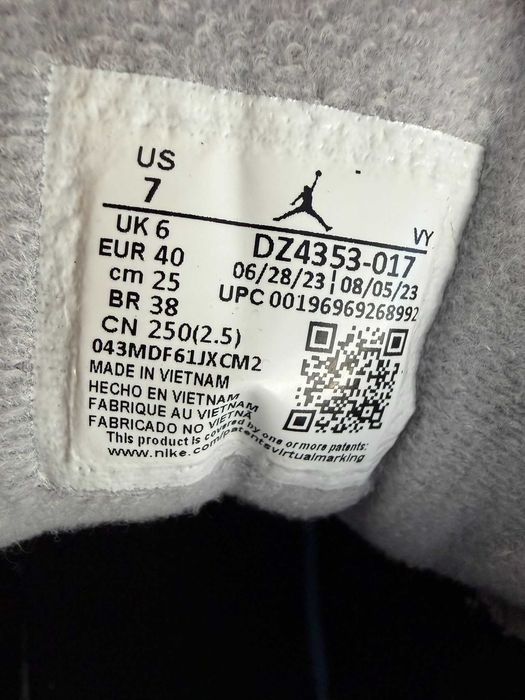 US
7
VY
UK 6
DZ4353-017
EUR 40
06/28/23 | 08/05/23
cm 25
UPC 00196969268992
BR 38
CN 250(2.5)
043MDF61JXCM2
MADE IN VIETNAM
HECHO EN VIETNAM
FABRIQUE AU VIETNAM
FABRICADO NO VIETNÃ
This product is covered by one or more patents:
www.nike.com/patentsvirtualmarking